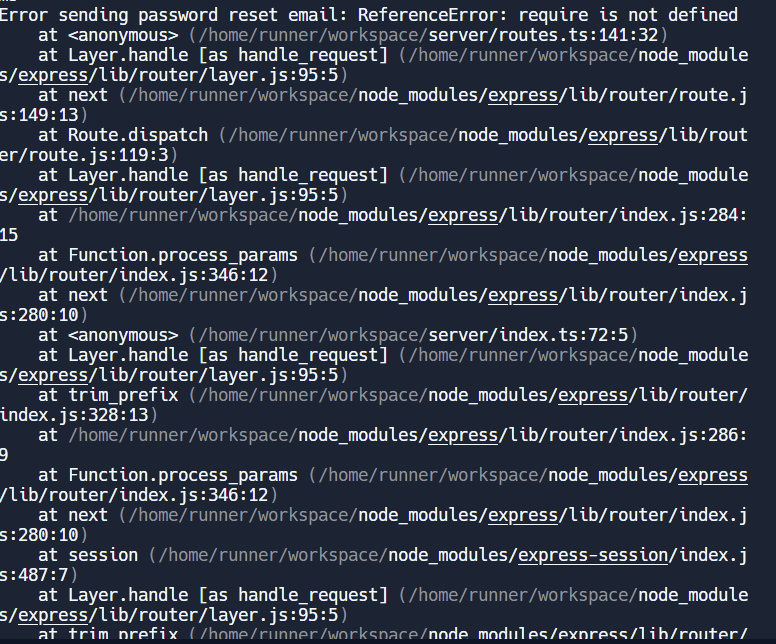 Error sending password reset email: ReferenceError: require is not defined
at <anonymous> (/home/runner/workspace/server/routes.ts:141:32)
at Layer.handle [as handle_request] (/home/runner/workspace/node_module
s/express/lib/router/layer.js:95:5)
at next (/home/runner/workspace/node_modules/express/lib/router/route.j
s:149:13)
at Route.dispatch (/home/runner/workspace/node_modules/express/lib/rout
er/route.js:119:3)
at Layer.handle [as handle_request] (/home/runner/workspace/node_module
s/express/lib/router/layer.js:95:5)
at /home/runner/workspace/node_modules/express/lib/router/index.js:284:
15
at Function.process_params (/home/runner/workspace/node_modules/express
/lib/router/index.js:346:12)
at next (/home/runner/workspace/node_modules/express/lib/router/index.j
s:280:10)
at <anonymous> (/home/runner/workspace/server/index.ts:72:5)
at Layer.handle [as handle_request] (/home/runner/workspace/node_module
s/express/lib/router/layer.js:95:5)
at trim_prefix (/home/runner/workspace/node_modules/express/lib/router/
index.js:328:13)
at /home/runner/workspace/node_modules/express/lib/router/index.js:286:
9
at Function.process_params (/home/runner/workspace/node_modules/express
/lib/router/index.js:346:12)
at next (/home/runner/workspace/node_modules/express/lib/router/index.j
s:280:10)
at session (/home/runner/workspace/node_modules/express-session/index.j
s:487:7)
at Layer.handle [as handle_request] (/home/runner/workspace/node_module
s/express/lib/router/layer.js:95:5)
at trim_prefix (/home/runner/workspace/node_modules/express/lib/router/